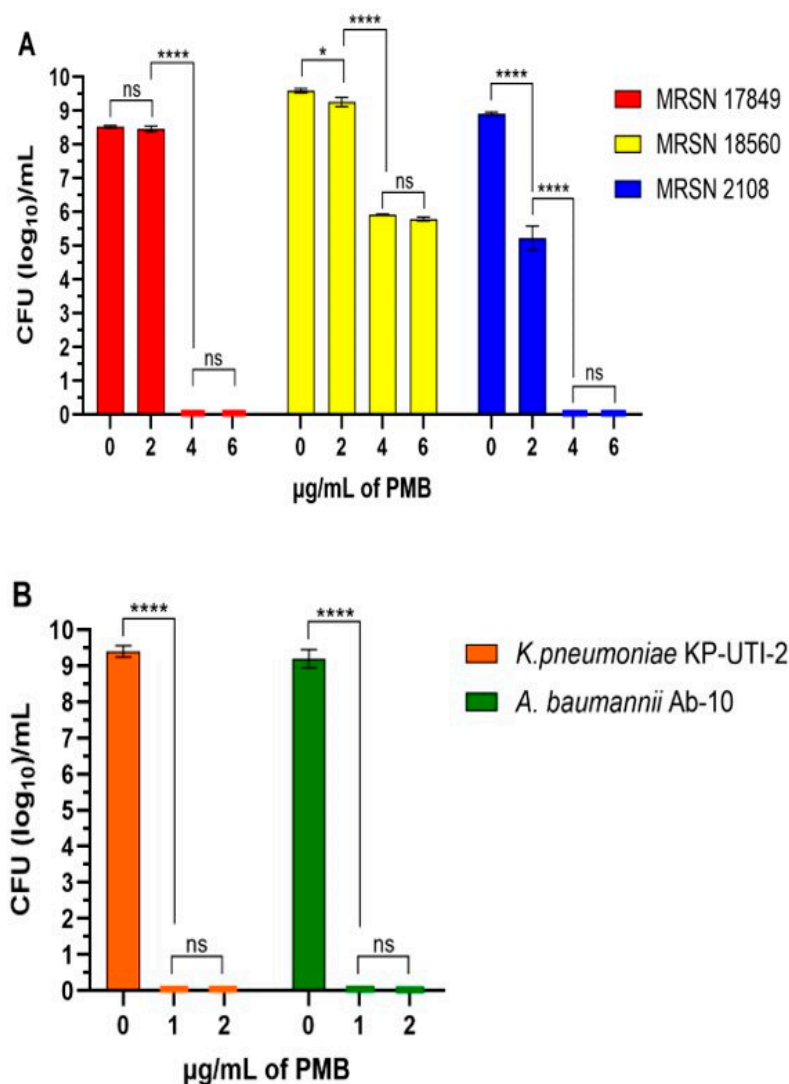 A
ns
****
*
****
ns
****
****
ns
ns
CFU (log₁₀)/mL
10
9
8
7
6
5
4
3
2
1
0
0 2 4 6 0 2 4 6 0 2 4 6
µg/mL of PMB
MRSN 17849
MRSN 18560
MRSN 2108
B
**** ****
ns ns
CFU (log₁₀)/mL
10
9
8
7
6
5
4
3
2
1
0
0 1 2 0 1 2
µg/mL of PMB
K.pneumoniae KP-UTI-2
A. baumannii Ab-10